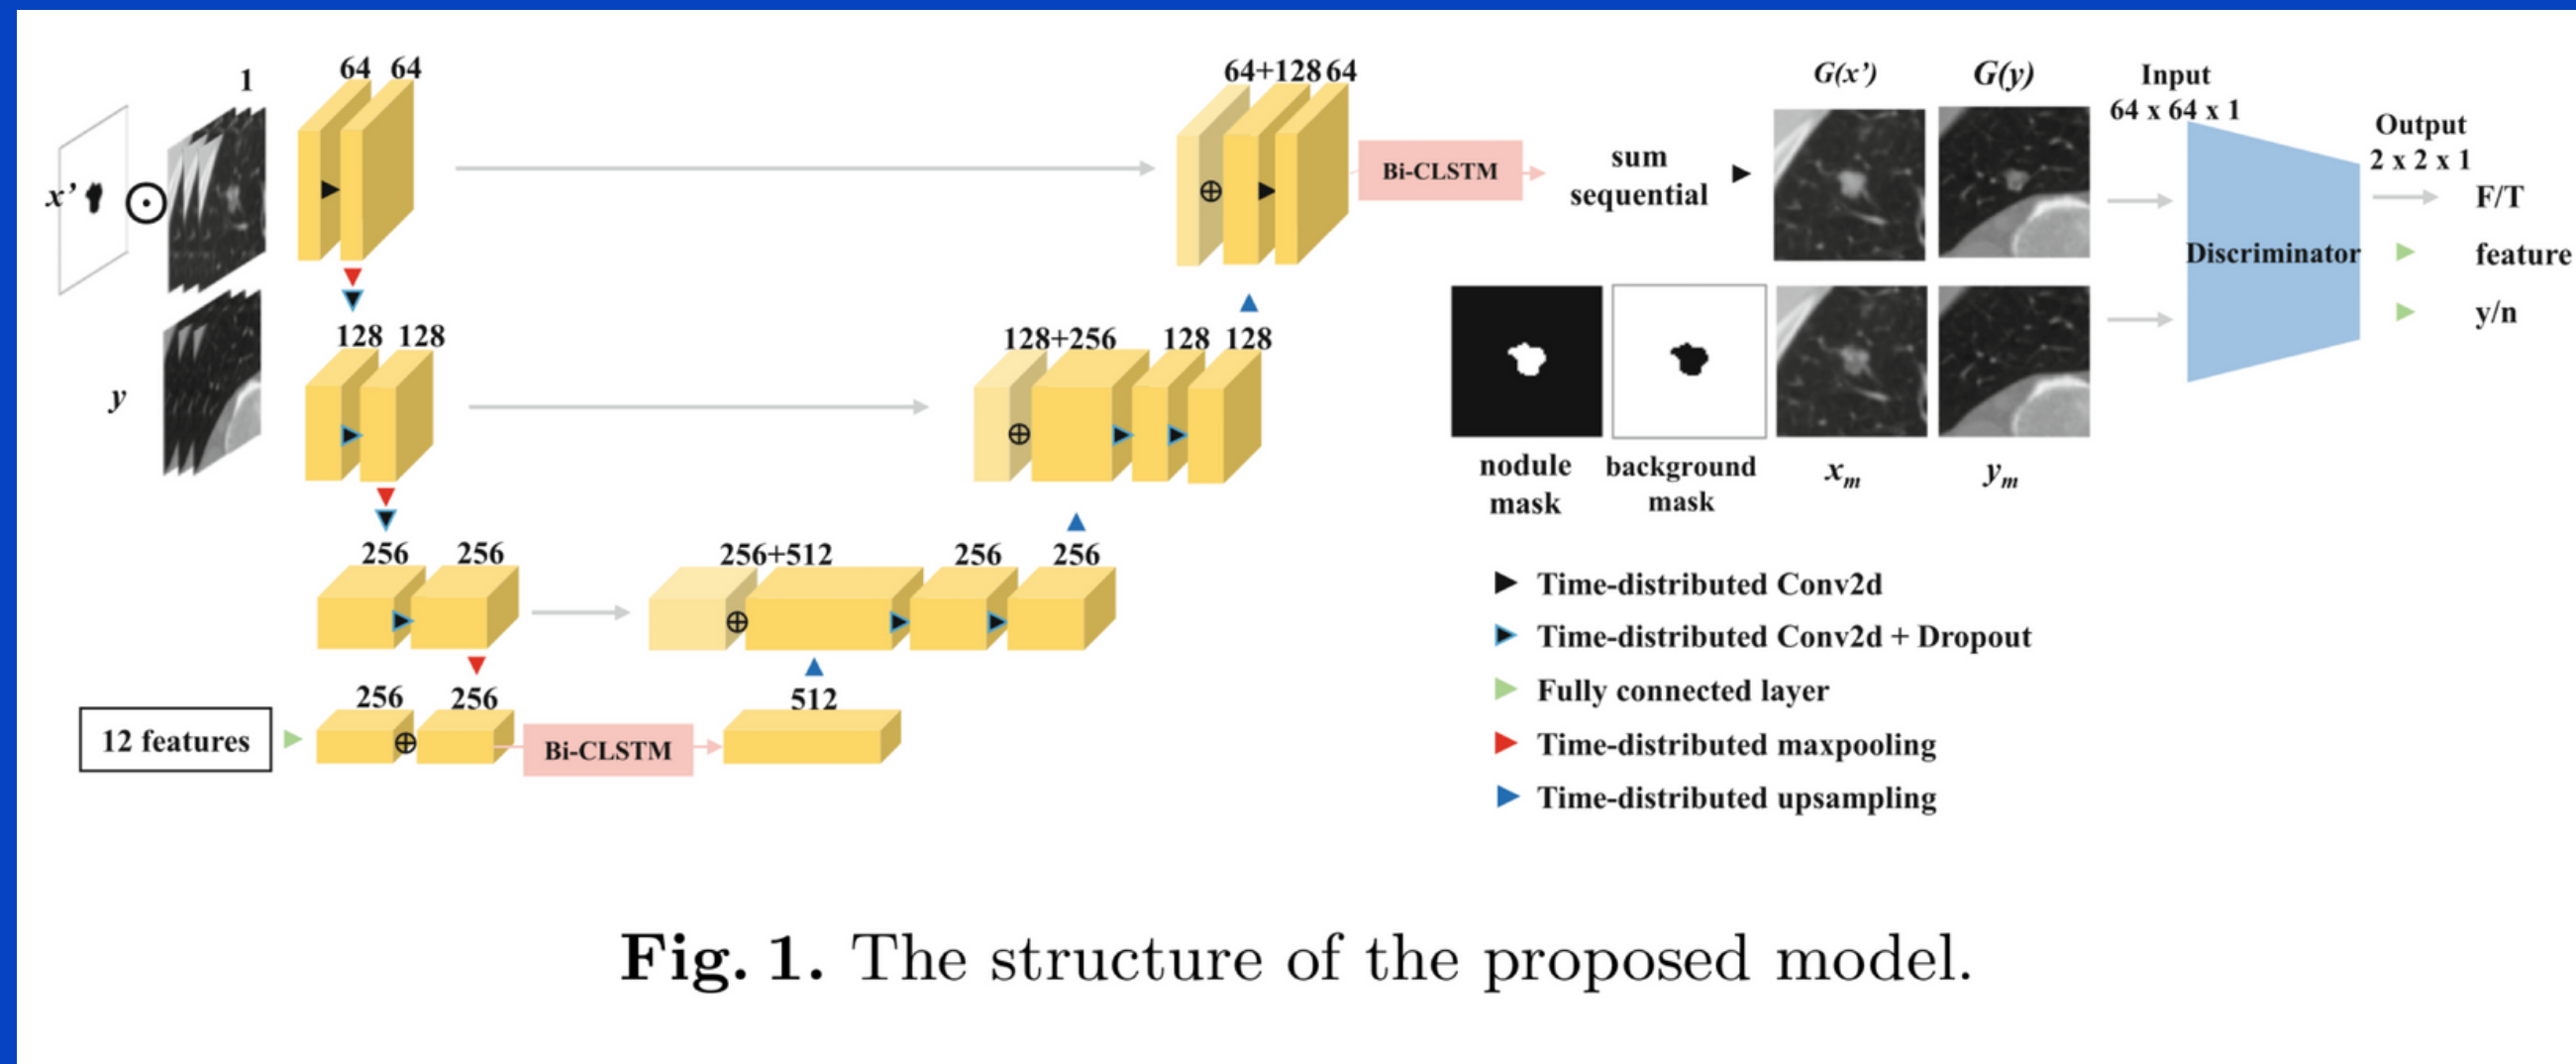 1
64 64
64+128 64
G(x’)
G(y)
Input
64 x 64 x 1
Output
2 x 2 x 1
x’
Bi-CLSTM
sum
sequential
F/T
Discriminator
feature
y/n
128 128
128+256
128 128
y
nodule
mask
background
mask
xm
ym
256
256
256+512
256
256
Time-distributed Conv2d
Time-distributed Conv2d + Dropout
Fully connected layer
Time-distributed maxpooling
Time-distributed upsampling
256
256
512
12 features
Bi-CLSTM
Fig. 1. The structure of the proposed model.